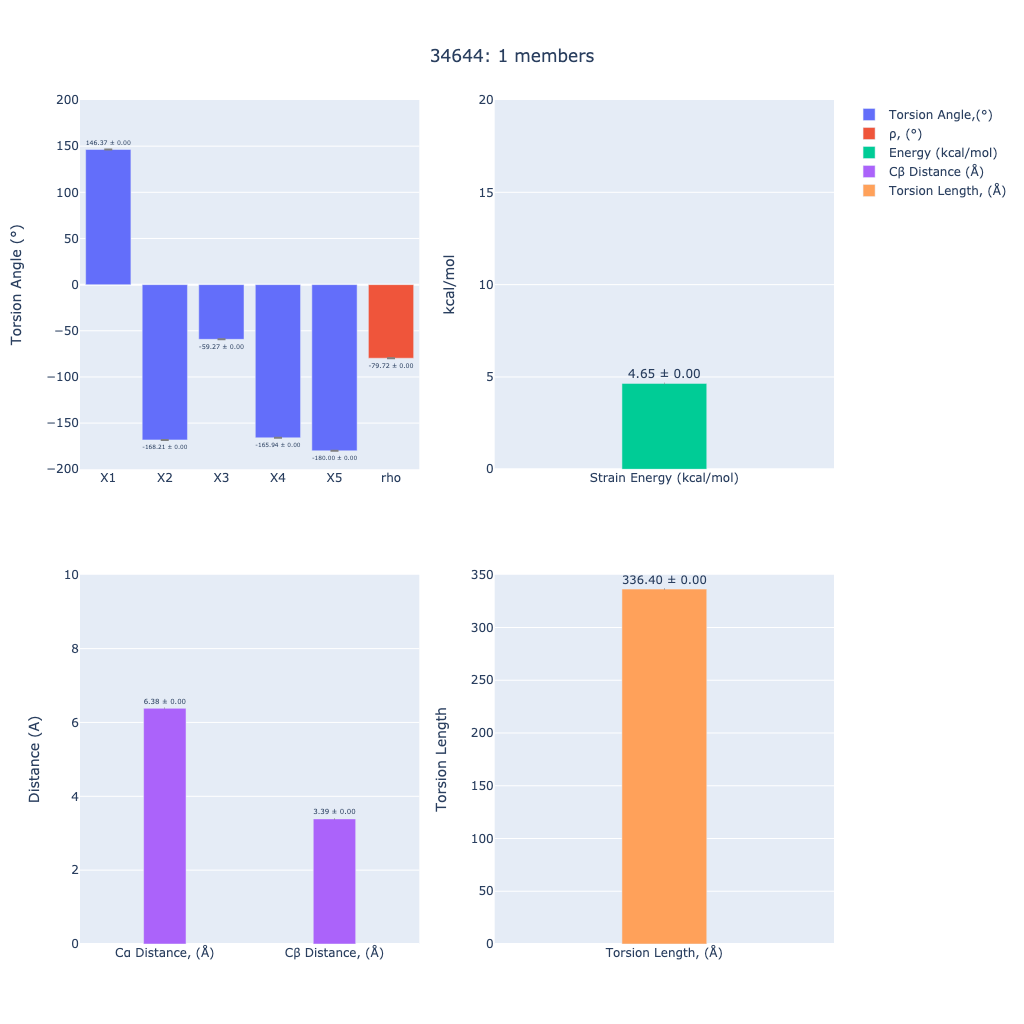 34644: 1 members
Torsion Angle (°)
200
150
100
50
0
−50
−100
−150
−200
146.37 ± 0.00
-168.21 ± 0.00
-59.27 ± 0.00
-165.94 ± 0.00
-180.00 ± 0.00
-79.72 ± 0.00
X1 X2 X3 X4 X5 rho
kcal/mol
20
15
10
5
0
4.65 ± 0.00
Strain Energy (kcal/mol)
Torsion Angle,(°)
ρ, (°)
Energy (kcal/mol)
Cβ Distance (Å)
Torsion Length, (Å)
Distance (A)
10
8
6
4
2
0
6.38 ± 0.00
3.39 ± 0.00
Cα Distance, (Å) Cβ Distance, (Å)
Torsion Length
350
300
250
200
150
100
50
0
336.40 ± 0.00
Torsion Length, (Å)